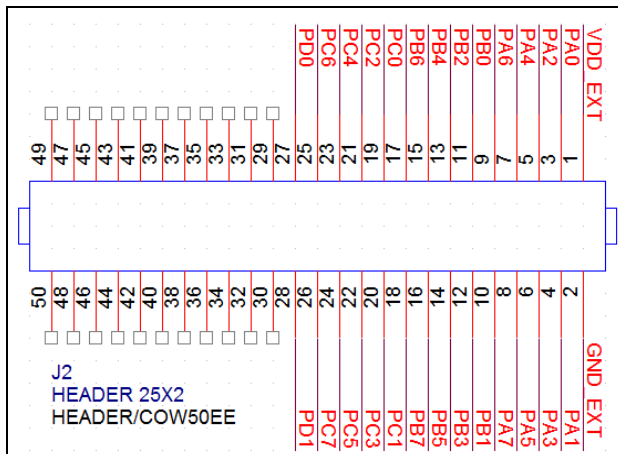 PD0 PC6 PC4 PC2 PC0 PB6 PB4 PB2 PB0 PA6 PA4 PA2 PA0 VDD_EXT
49 47 45 43 41 39 37 35 33 31 29 27 25 23 21 19 17 15 13 11 9 7 5 3 1
50 48 46 44 42 40 38 36 34 32 30 28 26 24 22 20 18 16 14 12 10 8 6 4 2
PD1 PC7 PC5 PC3 PC1 PB7 PB5 PB3 PB1 PA7 PA5 PA3 PA1 GND_EXT
J2
HEADER 25X2
HEADER/COW50EE